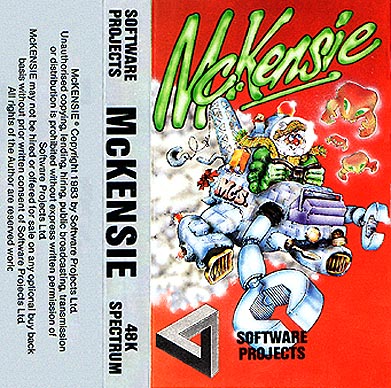 McKENSIE • Copyright 1983 by Software Projects Ltd.
Unauthorised copying, lending, hiring, public broadcasting, transmission
or distribution is prohibited without express written permission of
Software Projects Ltd.
McKENSIE may not be hired or offered for sale on any optional buy back
basis without prior written consent of Software Projects Ltd.
All rights of the Author are reserved
SOFTWARE
PROJECTS
McKENSIE
48K
SPECTRUM
McKensie
SOFTWARE
PROJECTS